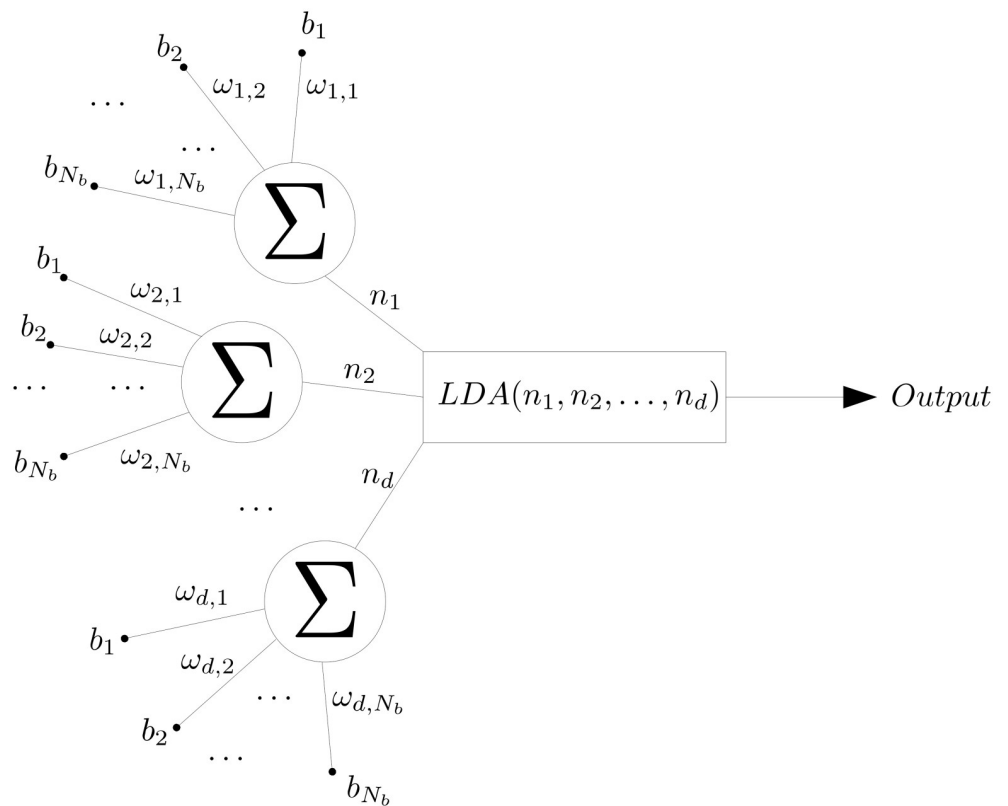 b_1
b_2
ω_{1,2} ω_{1,1}
...
...
b_{N_b} ω_{1,N_b}
Σ
b_1
ω_{2,1}
n_1
b_2 ω_{2,2}
... ...
Σ
n_2
LDA(n_1, n_2, ..., n_d)
Output
b_{N_b} ω_{2,N_b}
n_d
...
ω_{d,1}
Σ
b_1
ω_{d,2}
... ω_{d,N_b}
b_2
...
b_{N_b}